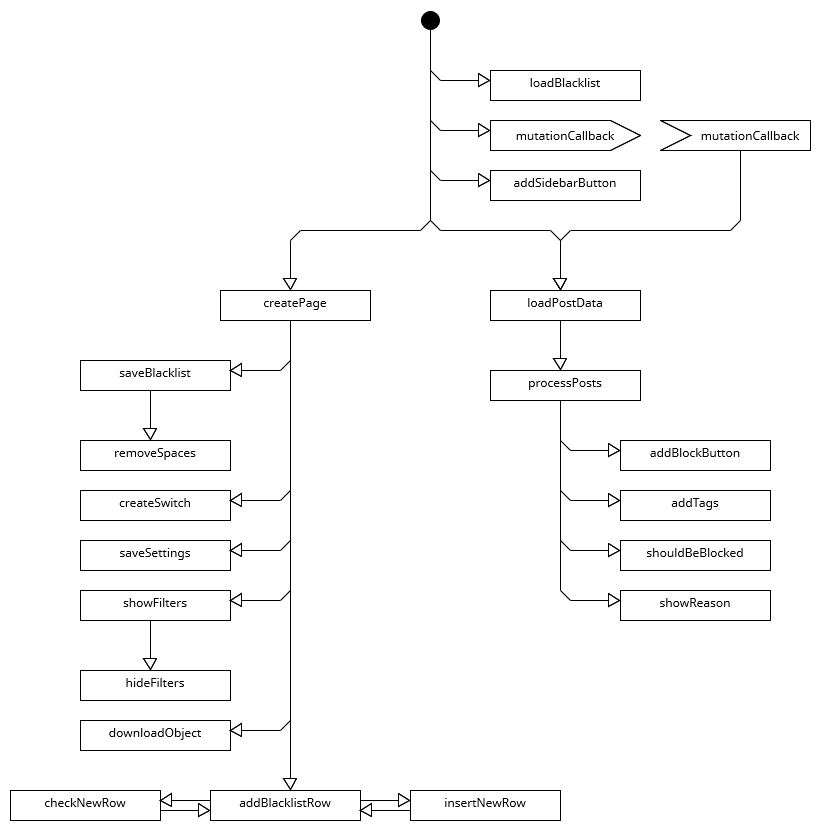 loadBlacklist
mutationCallback
mutationCallback
addSidebarButton
createPage
loadPostData
saveBlacklist
processPosts
removeSpaces
addBlockButton
createSwitch
addTags
saveSettings
shouldBeBlocked
showFilters
showReason
hideFilters
downloadObject
checkNewRow
addBlacklistRow
insertNewRow